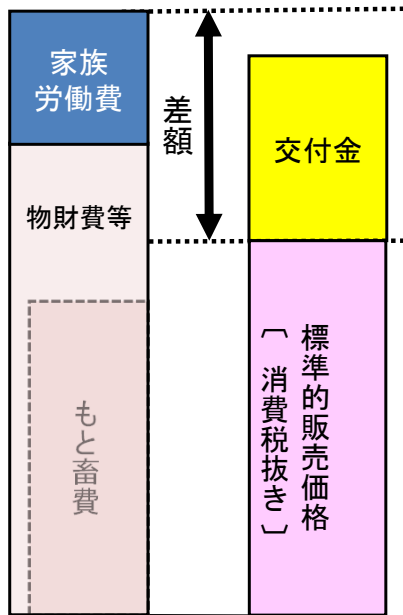 家族
労働費
物財費等
もと畜費
差額
交付金
標準的販売価格
〔消費税抜き〕